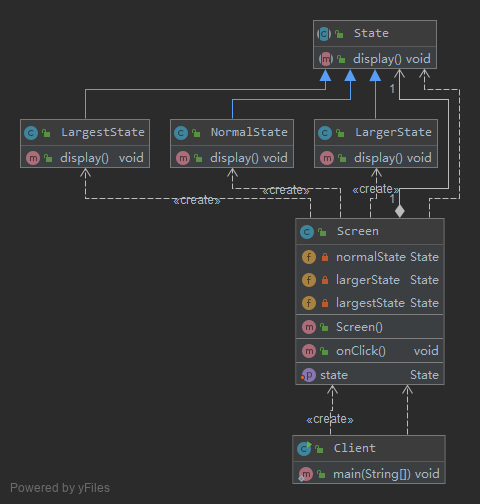 State
display() void
1
LargestState
display() void
NormalState
display() void
LargerState
display() void
«create»
«create»
«create»
1
Screen
normalState State
largerState State
largestState State
Screen()
onClick() void
state State
«create»
Client
main(String[]) void
Powered by yFiles